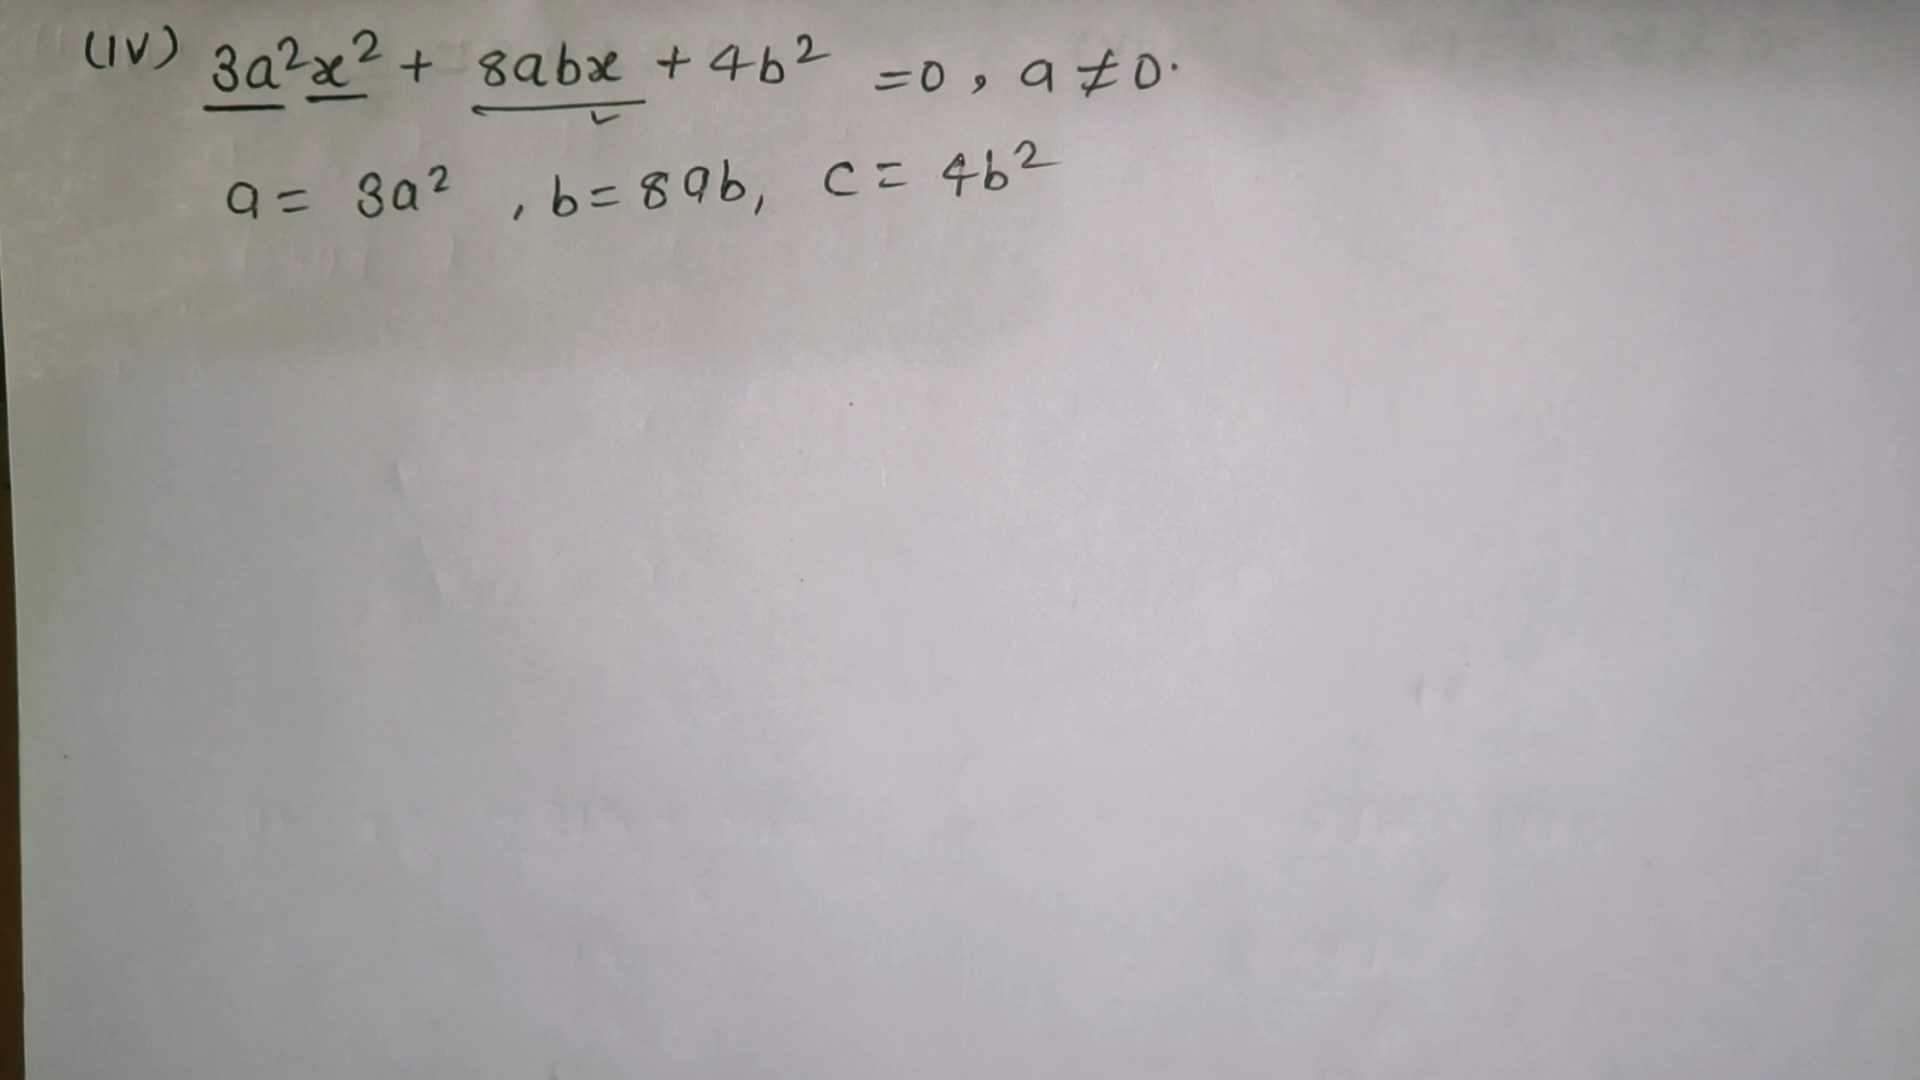 (IV) 3a²x² + 8abx + 4b² =0, a ≠ 0.
a = 3a², b = 8ab, c = 4b²